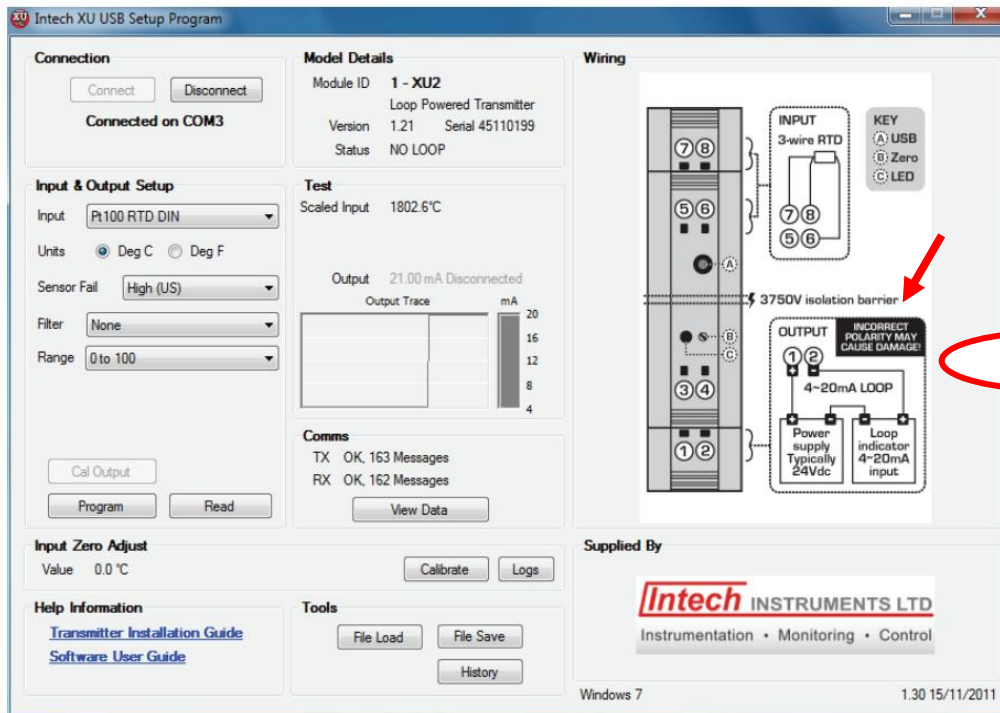 XU Intech XU USB Setup Program
X
Connection
Connect
Disconnect
Connected on COM3
Model Details
Module ID 1 - XU2
Loop Powered Transmitter
Version 1.21 Serial 45110199
Status NO LOOP
Input & Output Setup
Input Pt100 RTD DIN
Units Deg C Deg F
Sensor Fail High (US)
Filter None
Range 0 to 100
Cal Output
Program
Read
Test
Scaled Input 1802.6°C
Output 21.00 mA Disconnected
Output Trace mA
20
16
12
8
4
Comms
TX OK, 163 Messages
RX OK, 162 Messages
View Data
Wiring
7 8
5 6
A
B
C
3 4
1 2
INPUT
3-wire RTD
7 8
5 6
KEY
A USB
B Zero
C LED
3750V isolation barrier
OUTPUT
INCORRECT
POLARITY MAY
CAUSE DAMAGE!
1 2
+ -
4~20mA LOOP
+ - - +
Power
supply
Typically
24Vdc
Loop
indicator
4~20mA
input
Input Zero Adjust
Value 0.0 °C
Calibrate
Logs
Help Information
Transmitter Installation Guide
Software User Guide
Tools
File Load
File Save
History
Supplied By
Intech INSTRUMENTS LTD
Instrumentation • Monitoring • Control
Windows 7
1.30 15/11/2011